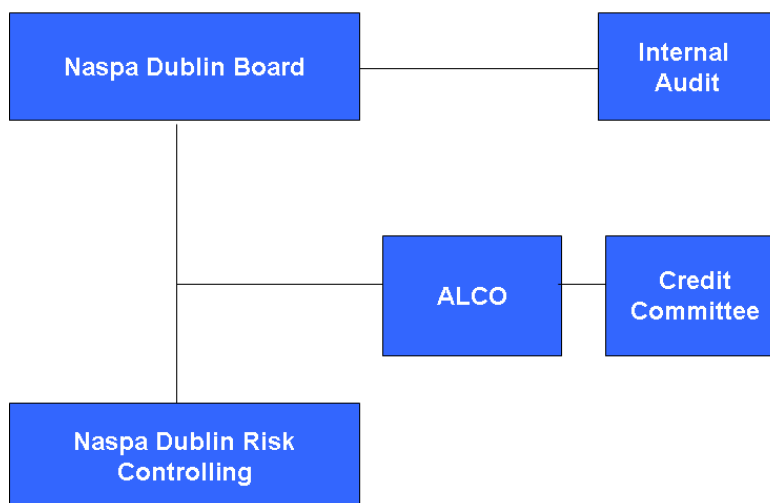 Naspa Dublin Board
Internal
Audit
ALCO
Credit
Committee
Naspa Dublin Risk
Controlling